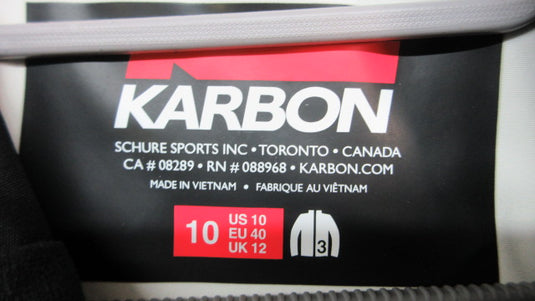 KARBON
SCHURE SPORTS INC • TORONTO • CANADA
CA # 08289 • RN # 088968 • KARBON.COM
MADE IN VIETNAM • FABRIQUE AU VIÊTNAM
10
US 10
EU 40
UK 12
3